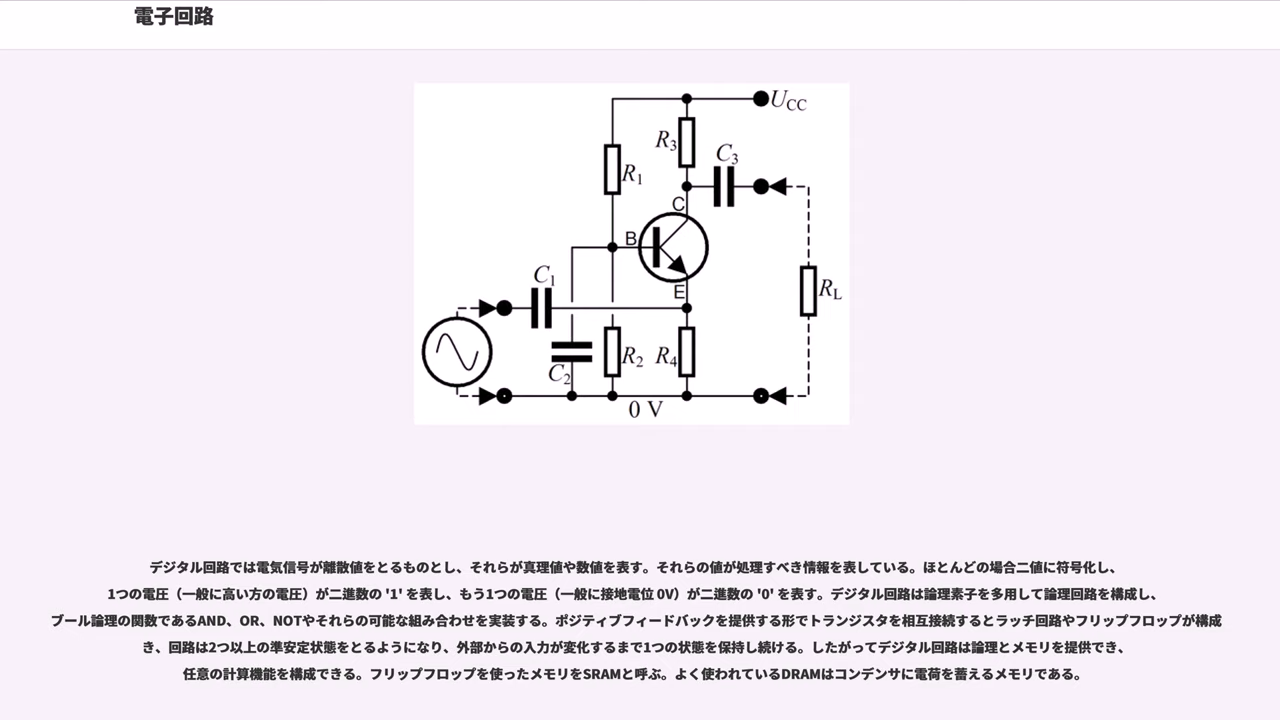 電子回路
UCC
R3
C3
R1
C
B
C1
E
RL
R2
R4
C2
0 V
デジタル回路では電気信号が離散値をとるものとし、それらが真理値や数値を表す。それらの値が処理すべき情報を表している。ほとんどの場合二値に符号化し、
1つの電圧（一般に高い方の電圧）が二進数の '1' を表し、もう1つの電圧（一般に接地電位 0V）が二進数の '0' を表す。デジタル回路は論理素子を多用して論理回路を構成し、
ブール論理の関数であるAND、OR、NOTやそれらの可能な組み合わせを実装する。ポジティブフィードバックを提供する形でトランジスタを相互接続するとラッチ回路やフリップフロップが構成
き、回路は2つ以上の準安定状態をとるようになり、外部からの入力が変化するまで1つの状態を保持し続ける。したがってデジタル回路は論理とメモリを提供でき、
任意の計算機能を構成できる。フリップフロップを使ったメモリをSRAMと呼ぶ。よく使われているDRAMはコンデンサに電荷を蓄えるメモリである。